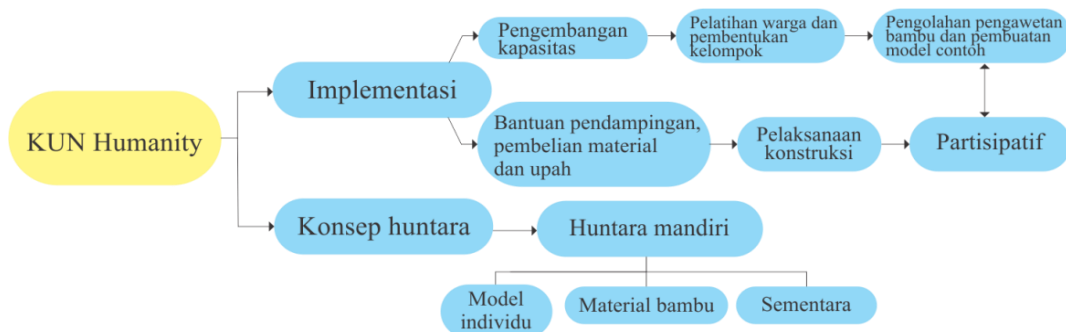 KUN Humanity
Implementasi
Pengembangan
kapasitas
Pelatihan warga dan
pembentukan
kelompok
Pengolahan pengawetan
bambu dan pembuatan
model contoh
Bantuan pendampingan,
pembelian material
dan upah
Pelaksanaan
konstruksi
Partisipatif
Konsep huntara
Huntara mandiri
Model
individu
Material bambu
Sementara